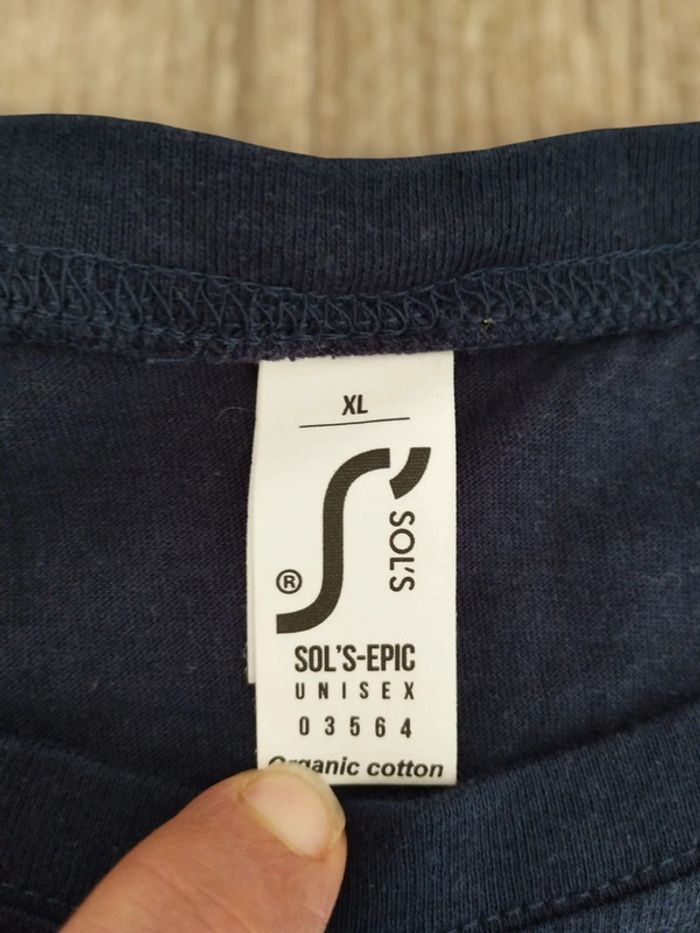 XL
SOL'S
®
SOL'S-EPIC
UNISEX
03564
Organic cotton